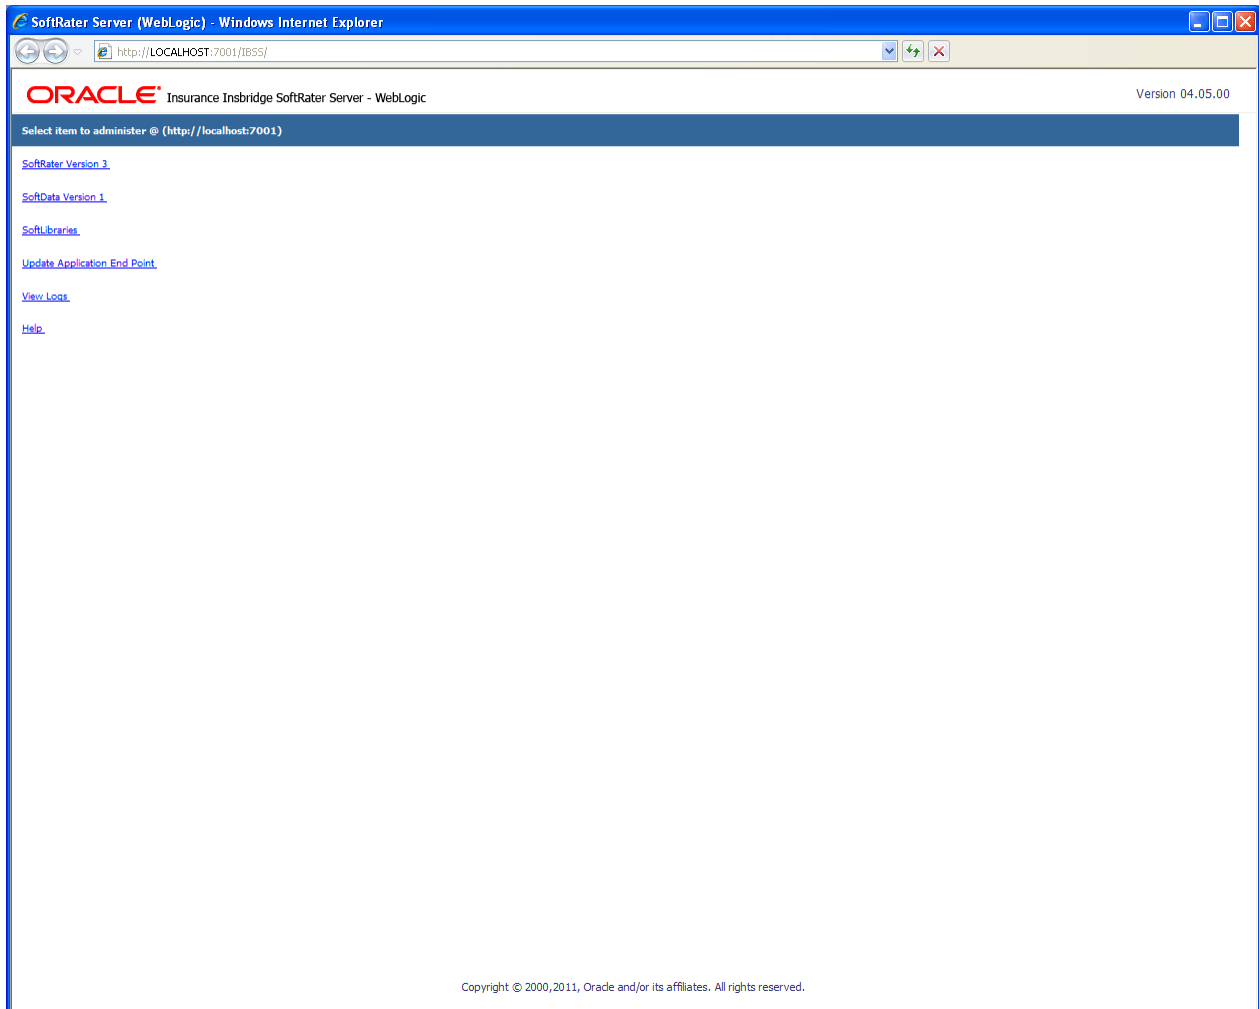 SoftRater Server (WebLogic) - Windows Internet Explorer
http://LOCALHOST:7001/IBSS/
ORACLE® Insurance Insbridge SoftRater Server - WebLogic
Version 04.05.00
Select item to administer @ (http://localhost:7001)
SoftRater Version 3
SoftData Version 1
SoftLibraries
Update Application End Point
View Logs
Help
Copyright © 2000,2011, Oracle and/or its affiliates. All rights reserved.